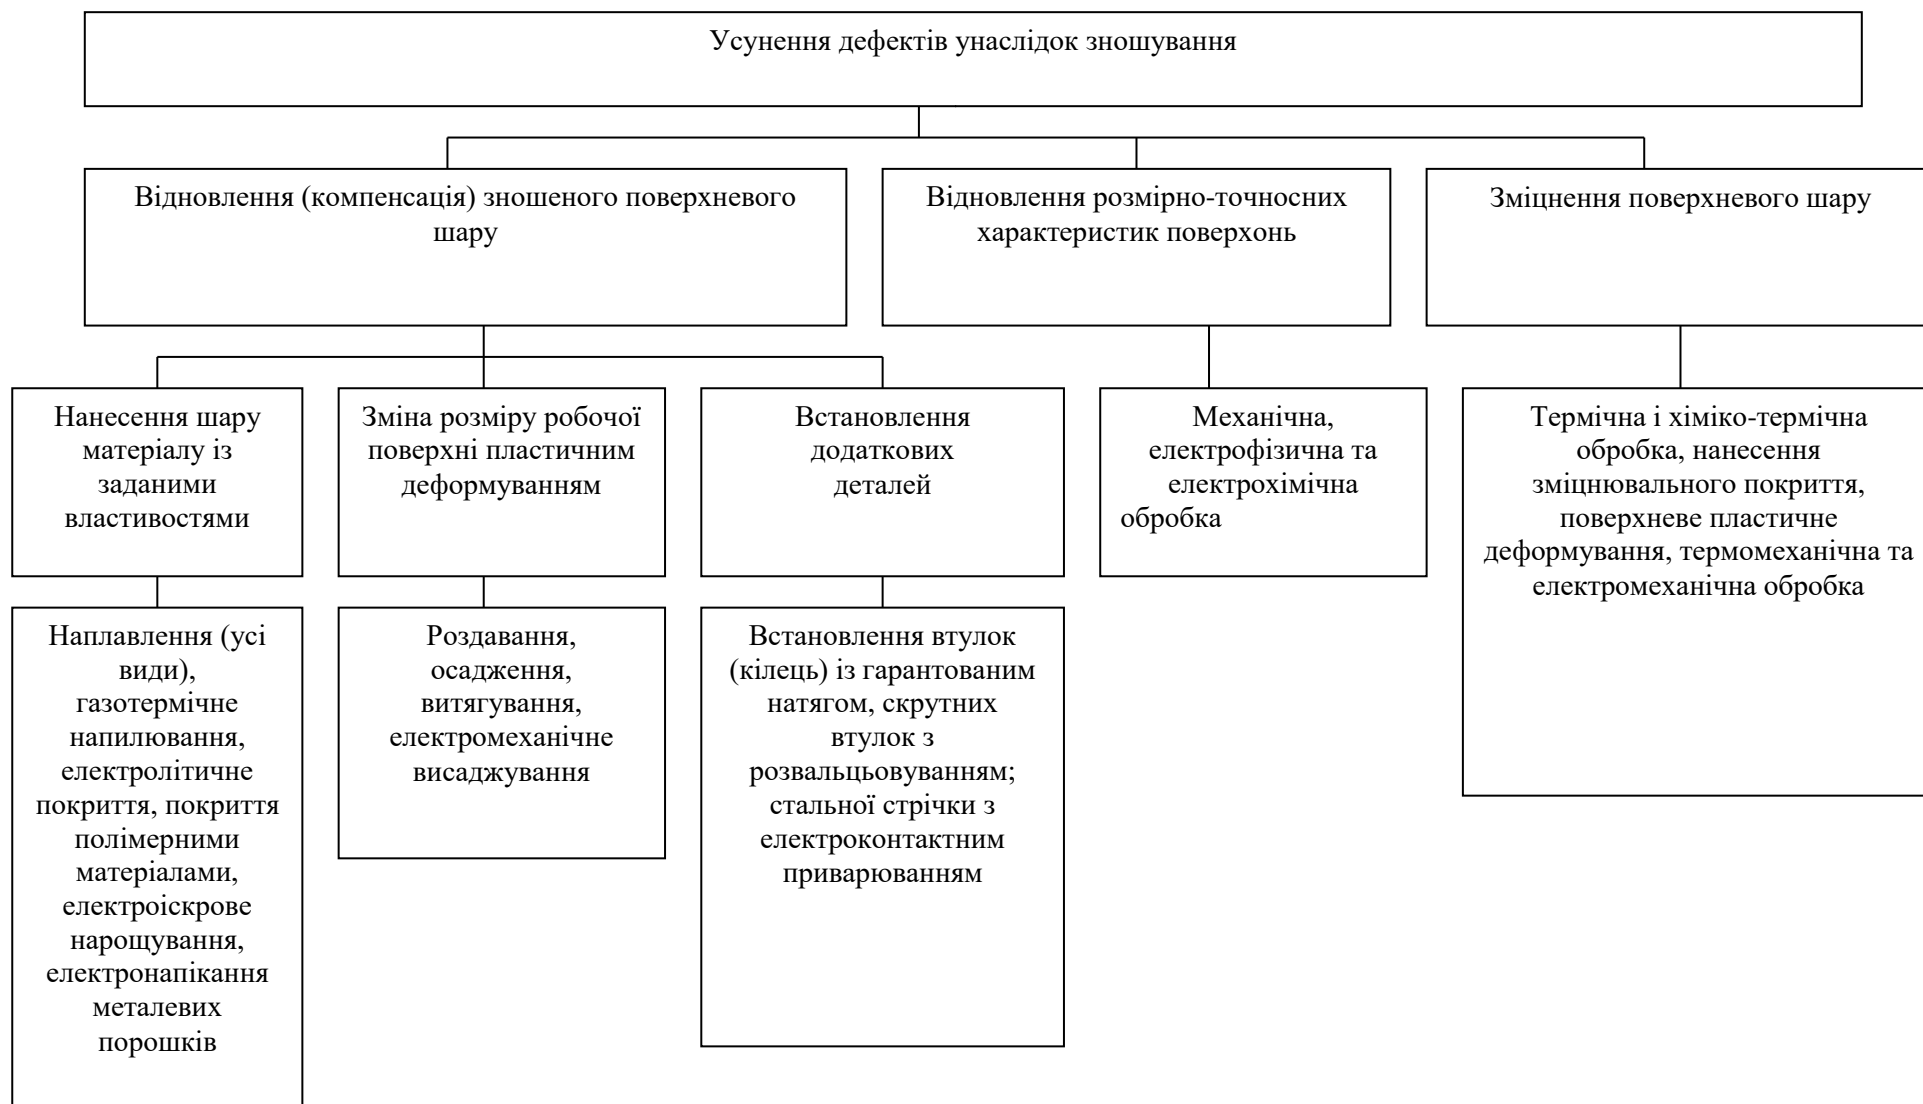 Усунення дефектів унаслідок зношування
Відновлення (компенсація) зношеного поверхневого
шару
Відновлення розмірно-точносних
характеристик поверхонь
Зміцнення поверхневого шару
Нанесення шару
матеріалу із
заданими
властивостями
Зміна розміру робочої
поверхні пластичним
деформуванням
Встановлення
додаткових
деталей
Механічна,
електрофізична та
електрохімічна
обробка
Термічна і хіміко-термічна
обробка, нанесення
зміцнювального покриття,
поверхневе пластичне
деформування, термомеханічна та
електромеханічна обробка
Наплавлення (усі
види),
газотермічне
напилювання,
електролітичне
покриття, покриття
полімерними
матеріалами,
електроіскрове
нарощування,
електронапікання
металевих
порошків
Роздавання,
осадження,
витягування,
електромеханічне
висаджування
Встановлення втулок
(кілець) із гарантованим
натягом, скрутних
втулок з
розвальцьовуванням;
стальної стрічки з
електроконтактним
приварюванням